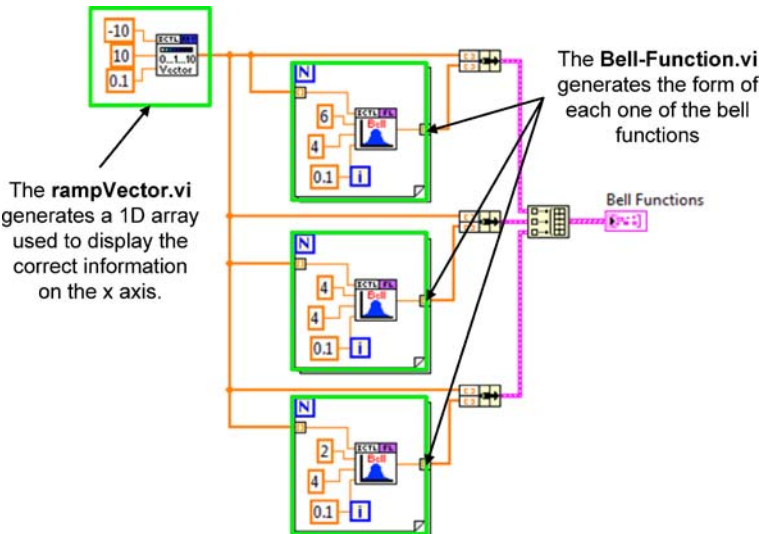 -10
10
0.1
ICTL
0...1...10
Vector
The rampVector.vi
generates a 1D array
used to display the
correct information
on the x axis.
N
6
4
0.1
i
ICTL FL
Bell
N
4
4
0.1
i
ICTL FL
Bell
N
2
4
0.1
i
ICTL FL
Bell
The Bell-Function.vi
generates the form of
each one of the bell
functions
Bell Functions